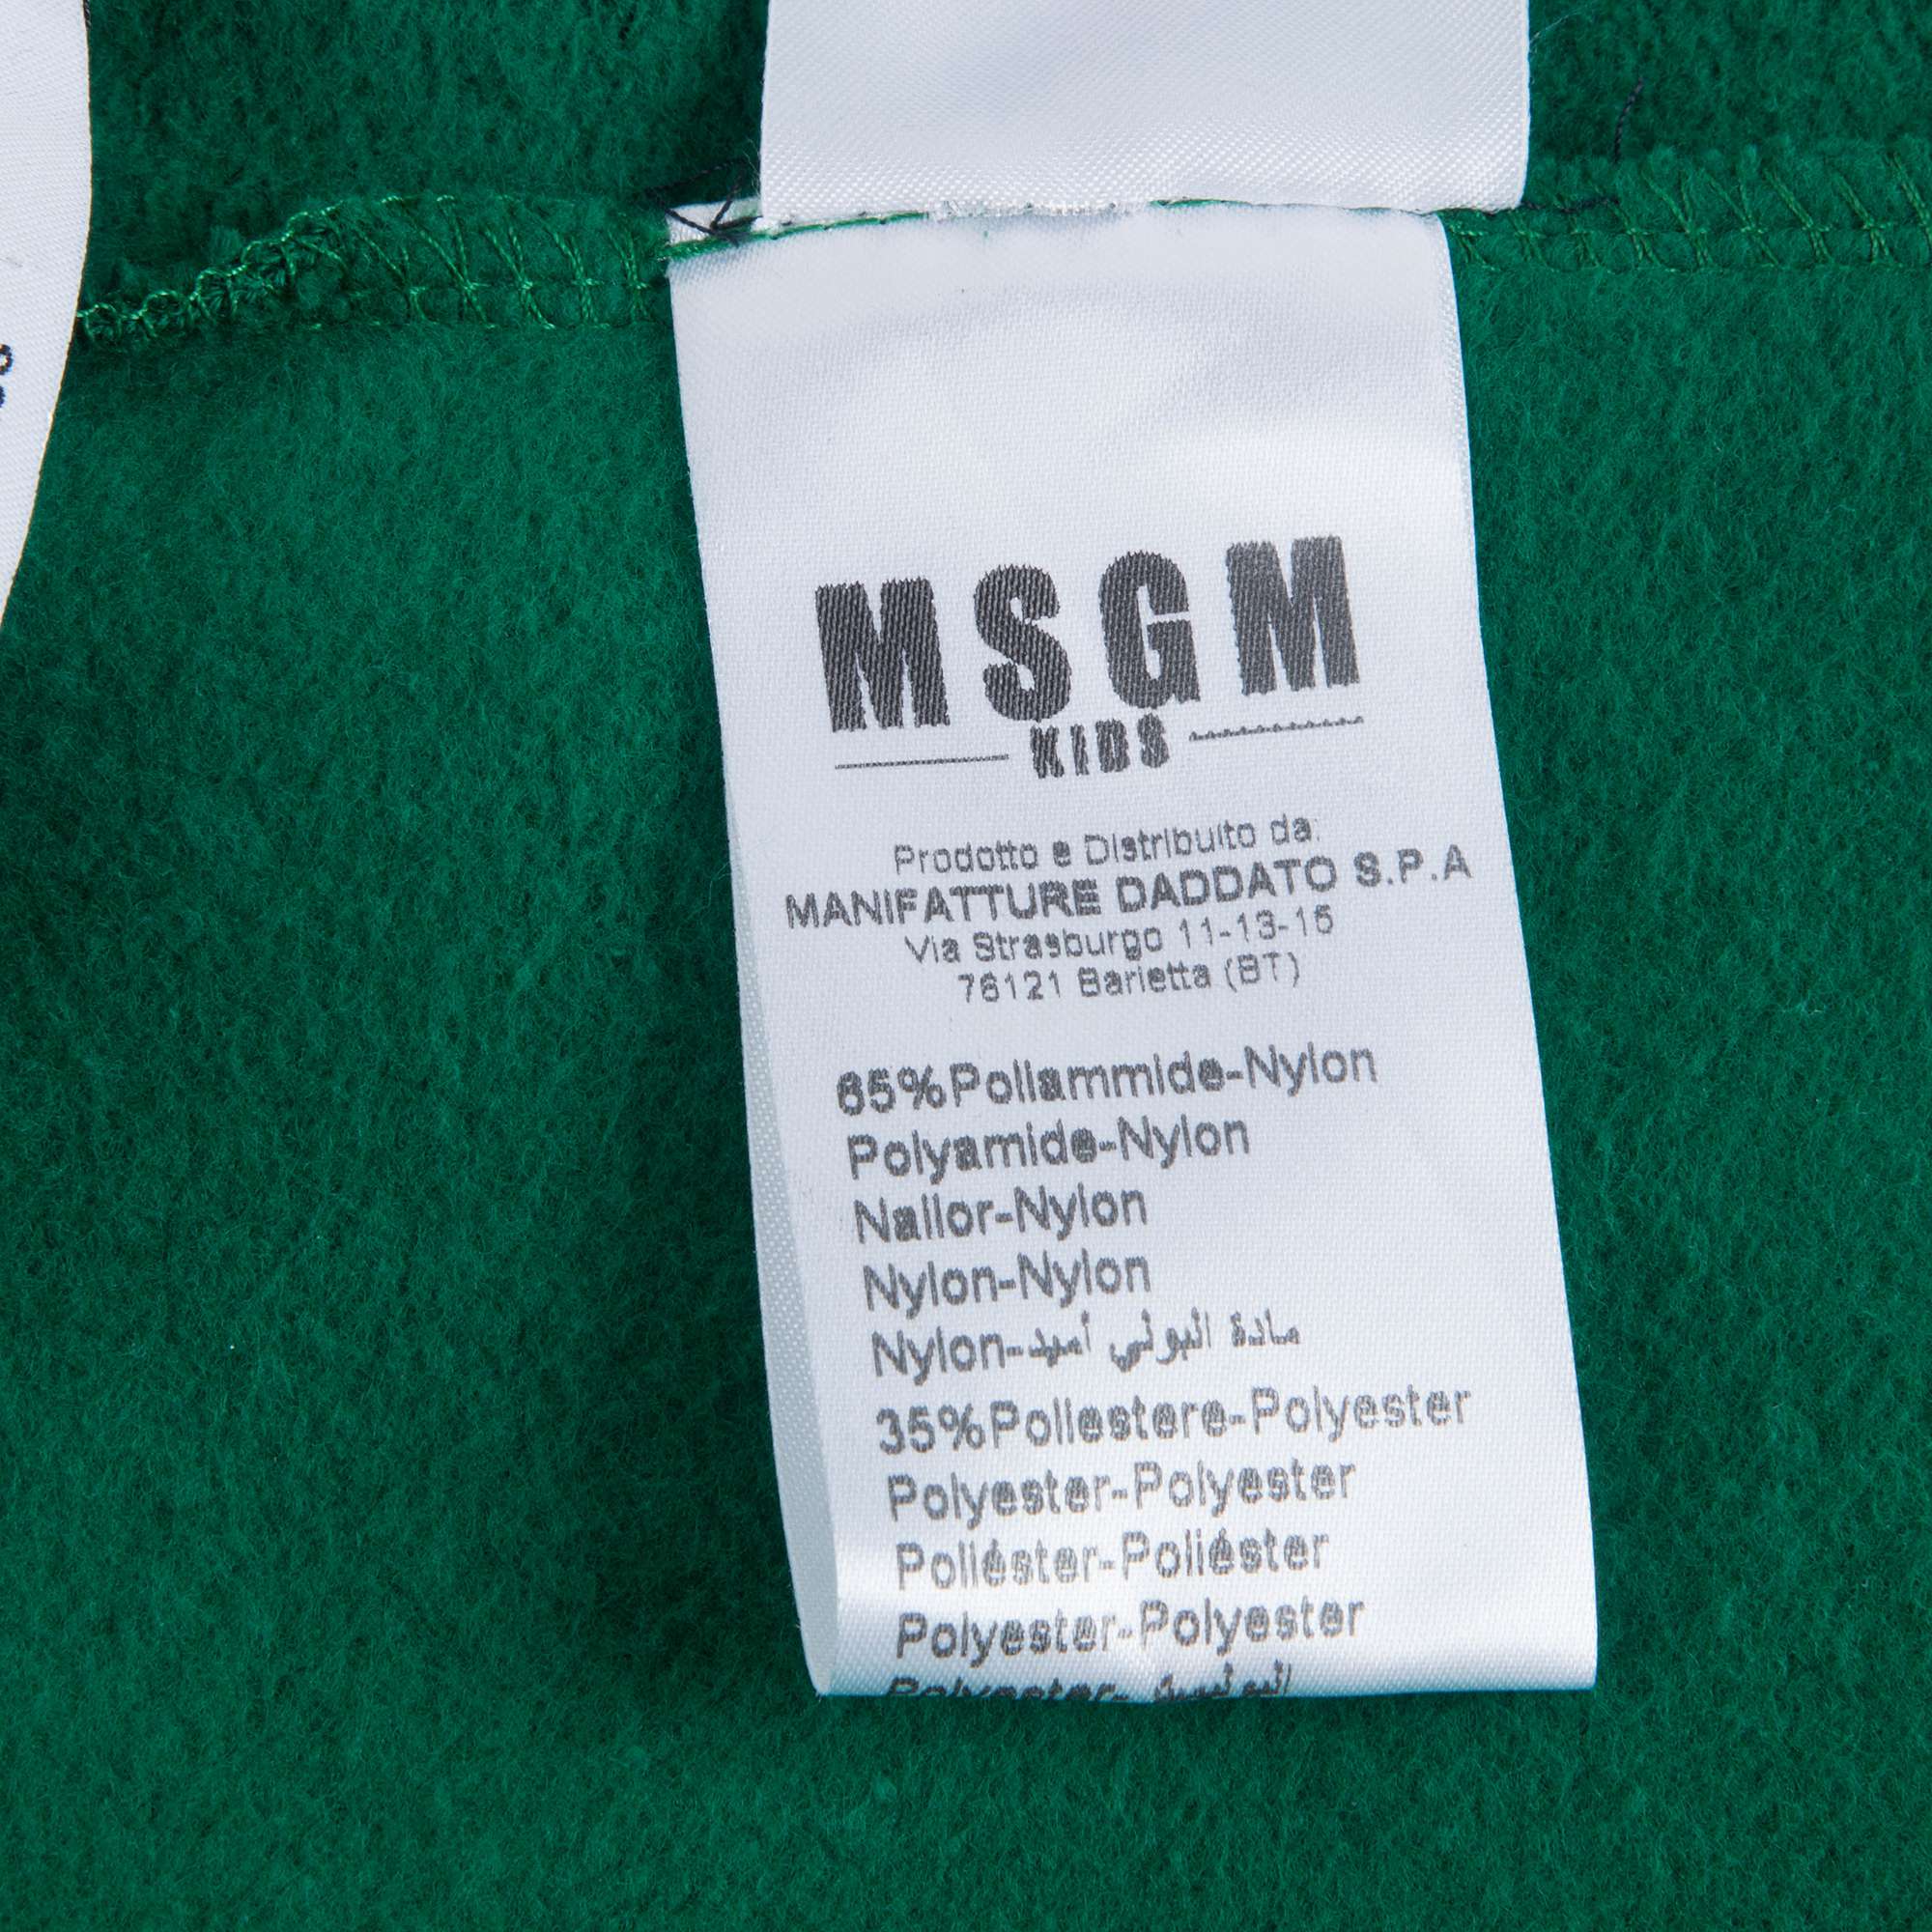 MSGM
KIDS
Prodotto e Distribuito da:
MANIFATTURE DADDATO S.P.A
Via Strasburgo 11-13-15
76121 Barletta (BT)
65%Poliammide-Nylon
Polyamide-Nylon
Nailor-Nylon
Nylon-Nylon
Nylon-مادة البولي أميد
35%Poliestere-Polyester
Polyester-Polyester
Poliéster-Poliéster
Polyester-Polyester
Polyester-